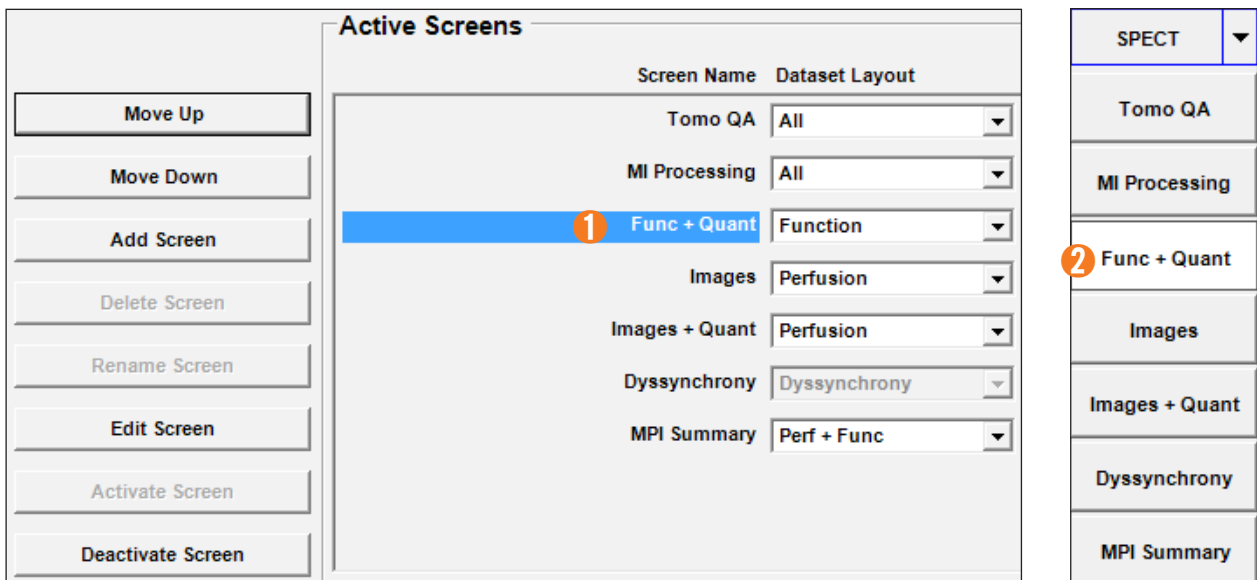 Active Screens
Screen Name Dataset Layout
Move Up
Move Down
Add Screen
Delete Screen
Rename Screen
Edit Screen
Activate Screen
Deactivate Screen
Tomo QA All
MI Processing All
1 Func + Quant Function
Images Perfusion
Images + Quant Perfusion
Dyssynchrony Dyssynchrony
MPI Summary Perf + Func
SPECT
Tomo QA
MI Processing
2 Func + Quant
Images
Images + Quant
Dyssynchrony
MPI Summary